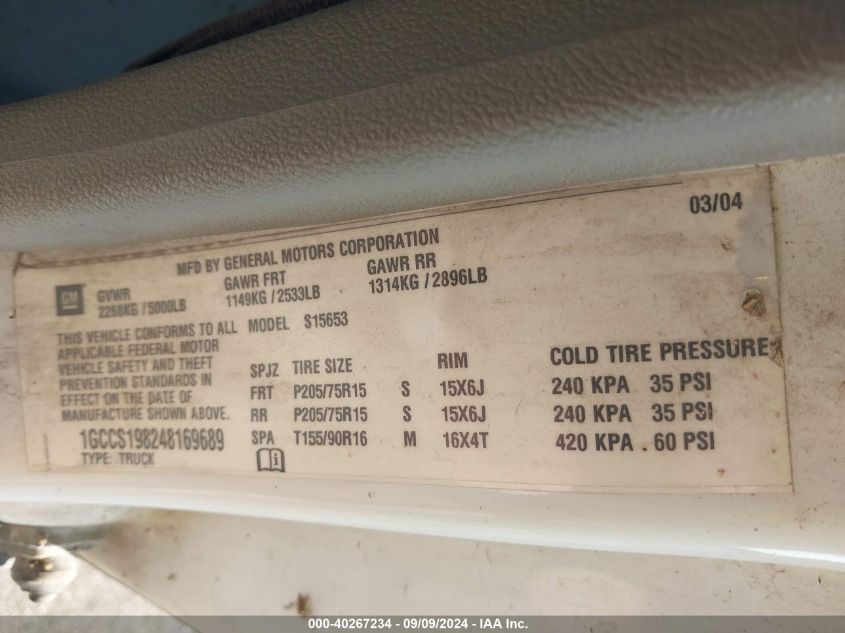 03/04
MFD BY GENERAL MOTORS CORPORATION
GM
GVWR GAWR FRT GAWR RR
2268KG / 5000LB 1149KG / 2533LB 1314KG / 2896LB
THIS VEHICLE CONFORMS TO ALL
APPLICABLE FEDERAL MOTOR
VEHICLE SAFETY AND THEFT
PREVENTION STANDARDS IN
EFFECT ON THE DATE OF
MANUFACTURE SHOWN ABOVE.
1GCCS198248169689
TYPE: TRUCK
MODEL S15653
SPJZ TIRE SIZE RIM COLD TIRE PRESSURE
FRT P205/75R15 S 15X6J 240 KPA 35 PSI
RR P205/75R15 S 15X6J 240 KPA 35 PSI
SPA T155/90R16 M 16X4T 420 KPA 60 PSI
i
000-40267234 - 09/09/2024 - IAA Inc.